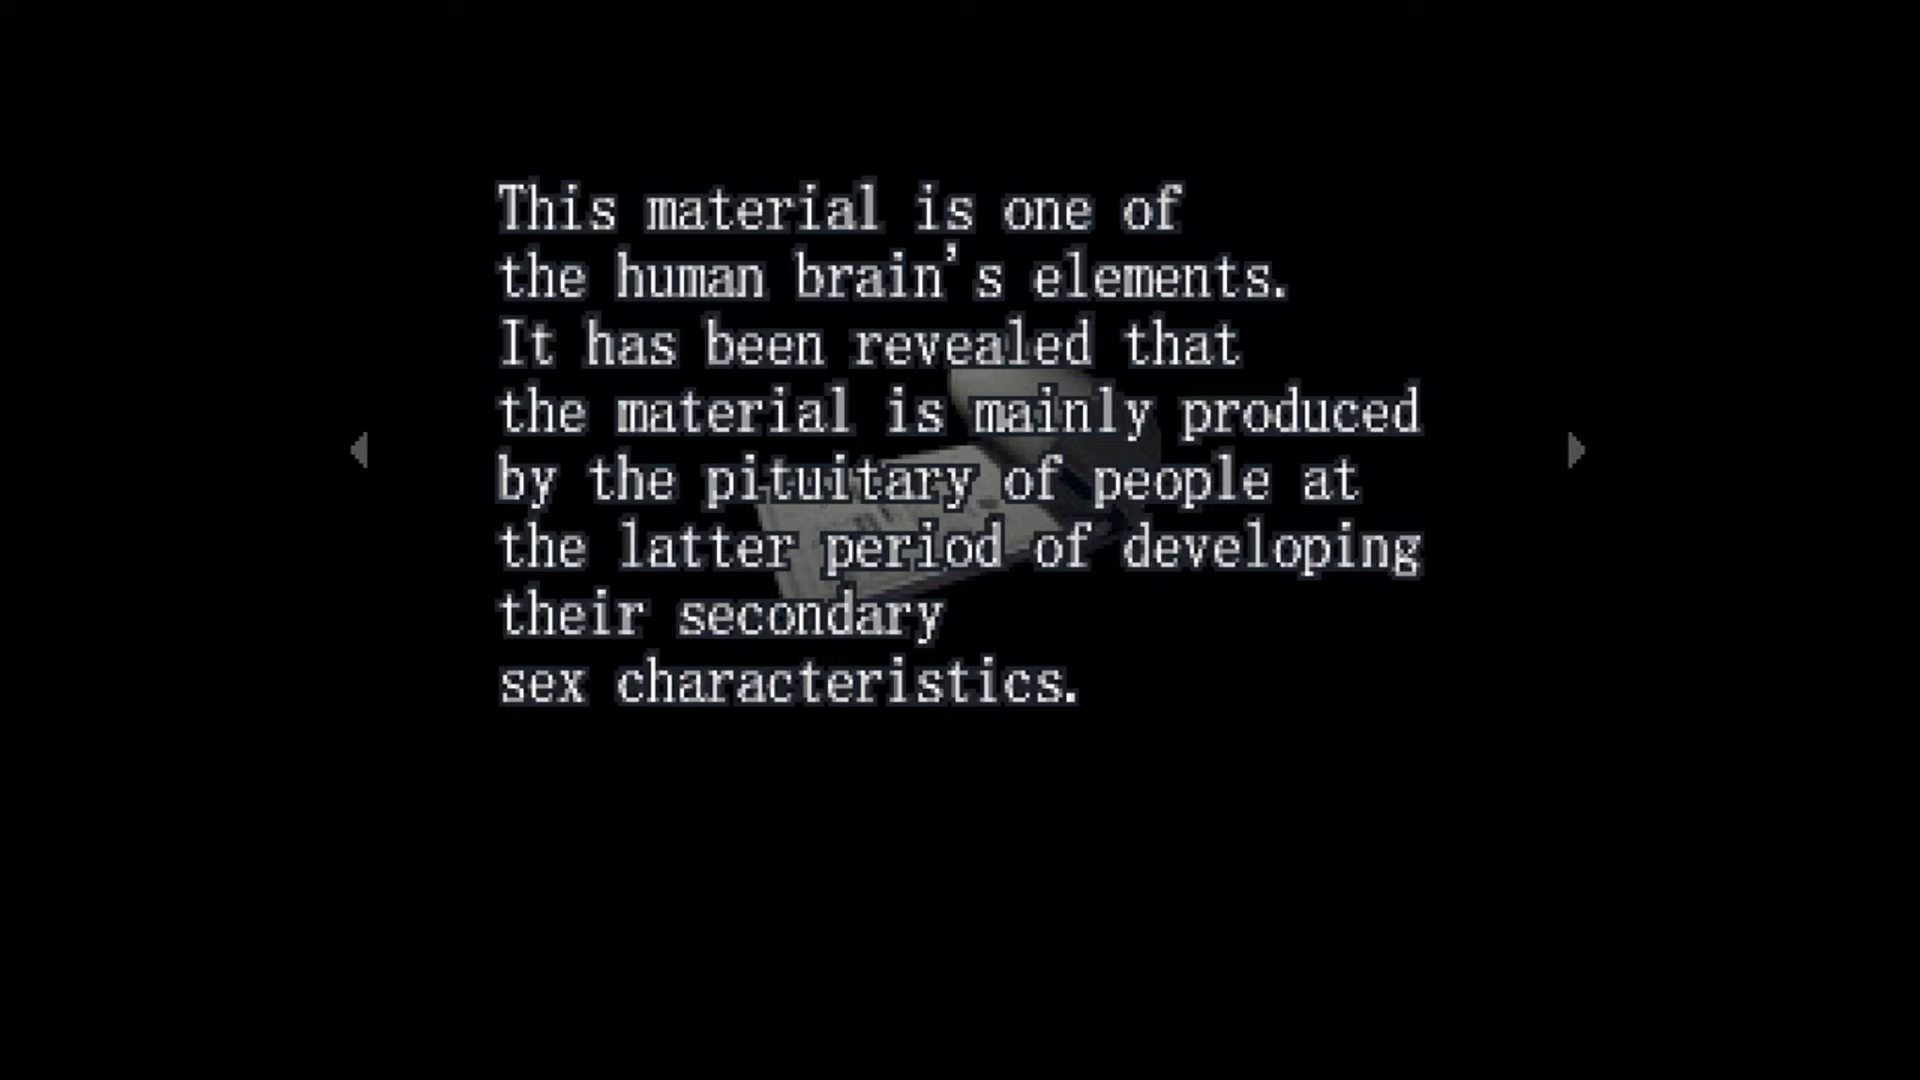 This material is one of
the human brain's elements.
It has been revealed that
the material is mainly produced
by the pituitary of people at
the latter period of developing
their secondary
sex characteristics.